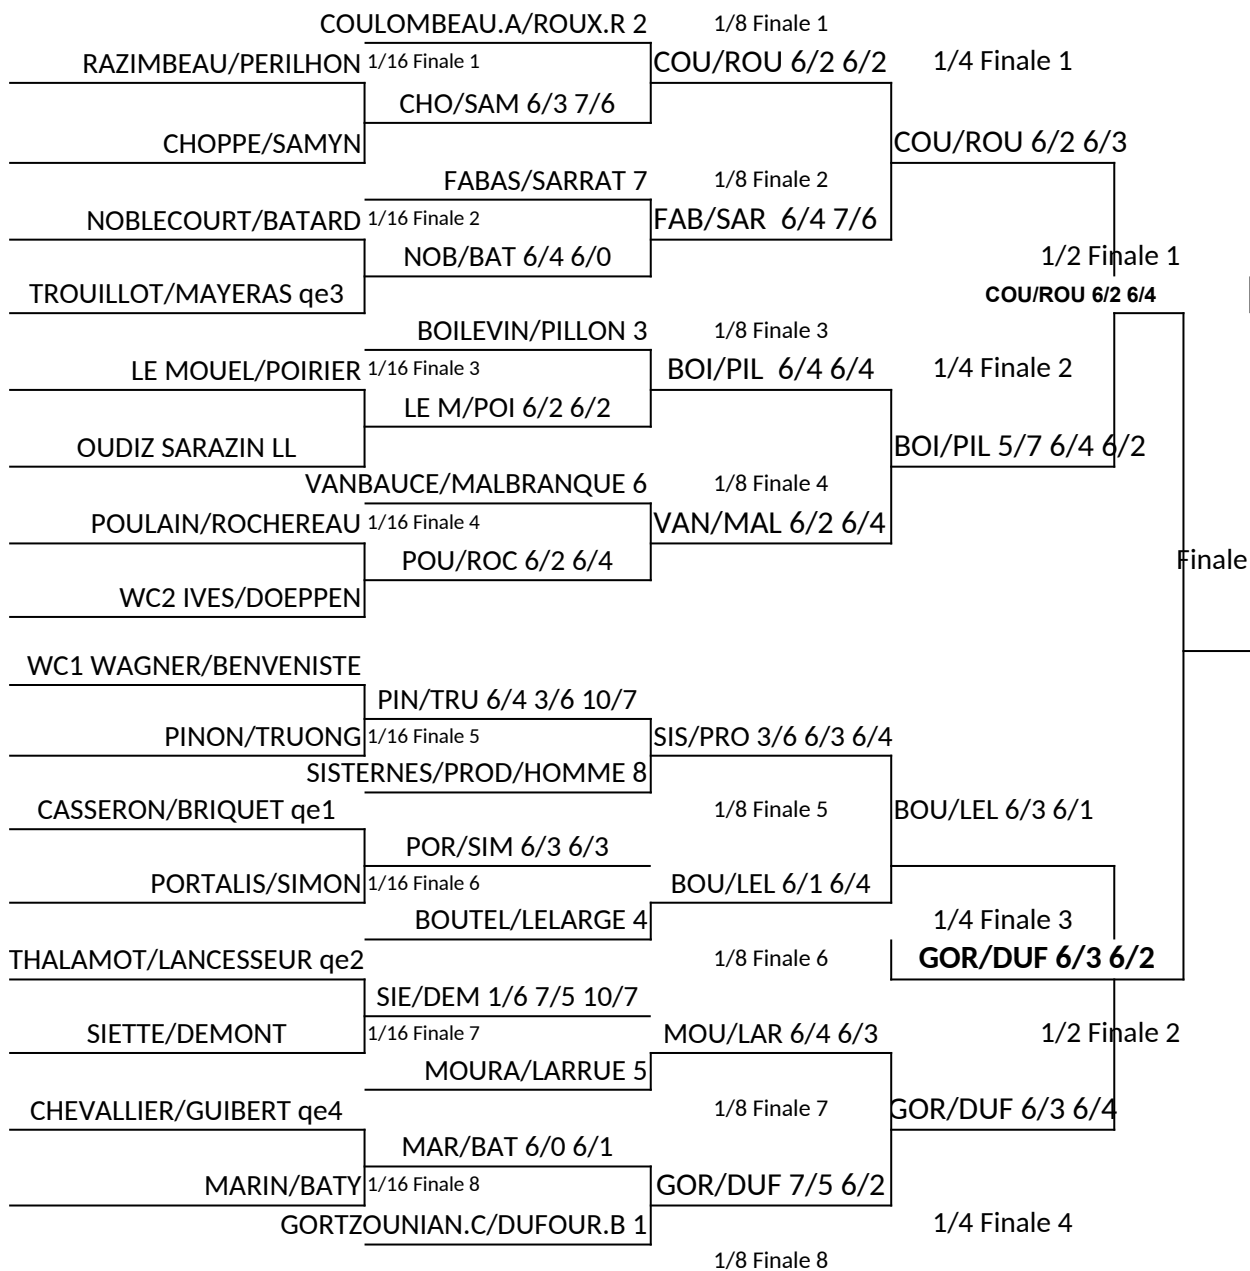 COULOMBEAU.A/ROUX.R 2
1/8 Finale 1
RAZIMBEAU/PERILHON
1/16 Finale 1
COU/ROU 6/2 6/2
1/4 Finale 1
CHO/SAM 6/3 7/6
CHOPPE/SAMYN
COU/ROU 6/2 6/3
FABAS/SARRAT 7
1/8 Finale 2
NOBLECOURT/BATARD
1/16 Finale 2
FAB/SAR 6/4 7/6
NOB/BAT 6/4 6/0
1/2 Finale 1
TROUILLOT/MAYERAS qe3
COU/ROU 6/2 6/4
BOILEVIN/PILLON 3
1/8 Finale 3
LE MOUEL/POIRIER
1/16 Finale 3
BOI/PIL 6/4 6/4
1/4 Finale 2
LE M/POI 6/2 6/2
OUDIZ SARAZIN LL
BOI/PIL 5/7 6/4 6/2
VANBAUCE/MALBRANQUE 6
1/8 Finale 4
POULAIN/ROCHEREAU
1/16 Finale 4
VAN/MAL 6/2 6/4
POU/ROC 6/2 6/4
Finale
WC2 IVES/DOEPPEN
WC1 WAGNER/BENVENISTE
PIN/TRU 6/4 3/6 10/7
PINON/TRUONG
1/16 Finale 5
SIS/PRO 3/6 6/3 6/4
SISTERNES/PROD/HOMME 8
CASSERON/BRIQUET qe1
1/8 Finale 5
BOU/LEL 6/3 6/1
POR/SIM 6/3 6/3
PORTALIS/SIMON
1/16 Finale 6
BOU/LEL 6/1 6/4
BOUTEL/LELARGE 4
1/4 Finale 3
THALAMOT/LANCESSEUR qe2
1/8 Finale 6
GOR/DUF 6/3 6/2
SIE/DEM 1/6 7/5 10/7
SIETTE/DEMONT
1/16 Finale 7
MOU/LAR 6/4 6/3
1/2 Finale 2
MOURA/LARRUE 5
CHEVALLIER/GUIBERT qe4
1/8 Finale 7
GOR/DUF 6/3 6/4
MAR/BAT 6/0 6/1
MARIN/BATY
1/16 Finale 8
GOR/DUF 7/5 6/2
GORTZOUNIAN.C/DUFOUR.B 1
1/4 Finale 4
1/8 Finale 8